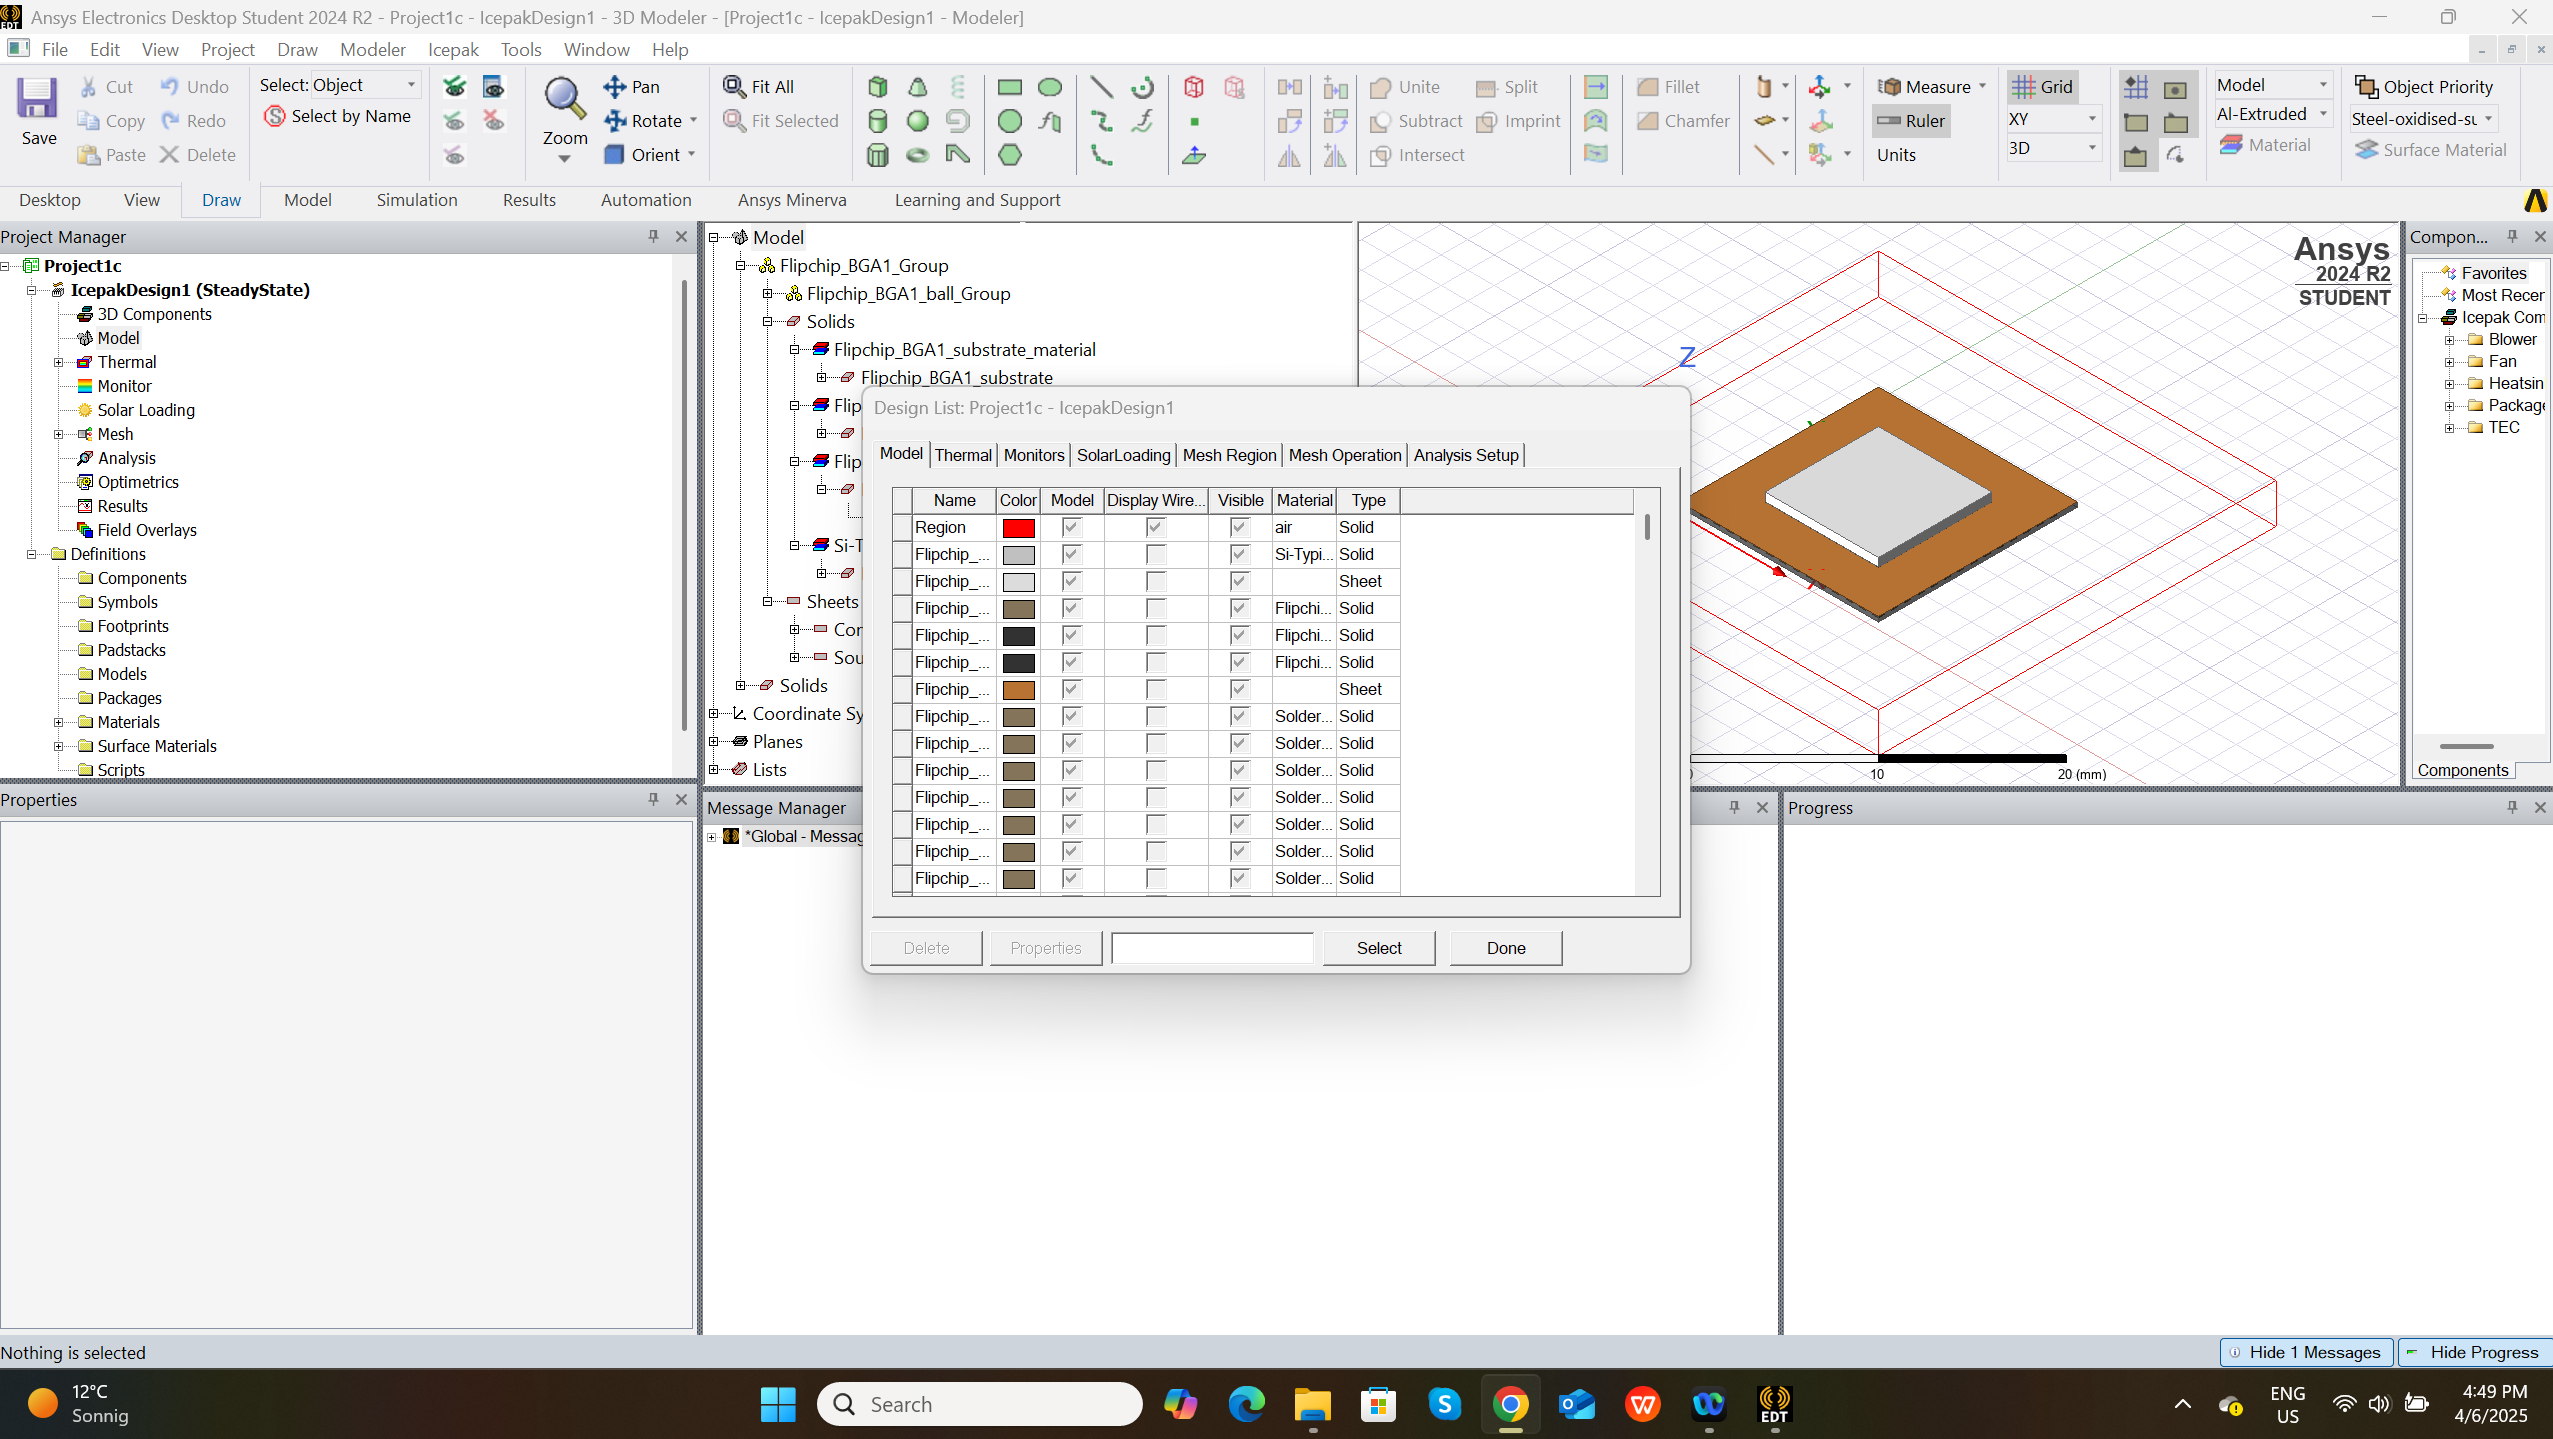 Ansys Electronics Desktop Student 2024 R2 - Project1c - IcepakDesign1 - 3D Modeler - [Project1c - IcepakDesign1 - Modeler]
File Edit View Project Draw Modeler Icepak Tools Window Help
Save
Cut
Copy
Paste
Undo
Redo
Delete
Select: Object
Select by Name
Zoom
Pan
Rotate
Orient
Fit All
Fit Selected
Unite
Subtract
Intersect
Split
Imprint
Fillet
Chamfer
Measure
Ruler
Units
Grid
XY
3D
Model
Al-Extruded
Material
Object Priority
Steel-oxidised-su
Surface Material
Desktop View Draw Model Simulation Results Automation Ansys Minerva Learning and Support
Project Manager
Project1c
IcepakDesign1 (SteadyState)
3D Components
Model
Thermal
Monitor
Solar Loading
Mesh
Analysis
Optimetrics
Results
Field Overlays
Definitions
Components
Symbols
Footprints
Padstacks
Models
Packages
Materials
Surface Materials
Scripts
Properties
Model
Flipchip_BGA1_Group
Flipchip_BGA1_ball_Group
Solids
Flipchip_BGA1_substrate_material
Flipchip_BGA1_substrate
Flip
Flip
Si-T
Sheets
Cor
Sou
Solids
Coordinate Sy
Planes
Lists
Z
Ansys
2024 R2
STUDENT
10
20 (mm)
Design List: Project1c - IcepakDesign1
Model Thermal Monitors SolarLoading Mesh Region Mesh Operation Analysis Setup
Name Color Model Display Wire... Visible Material Type
Region air Solid
Flipchip_... Si-Typi... Solid
Flipchip_... Sheet
Flipchip_... Flipchi... Solid
Flipchip_... Flipchi... Solid
Flipchip_... Flipchi... Solid
Flipchip_... Sheet
Flipchip_... Solder... Solid
Flipchip_... Solder... Solid
Flipchip_... Solder... Solid
Flipchip_... Solder... Solid
Flipchip_... Solder... Solid
Flipchip_... Solder... Solid
Flipchip_... Solder... Solid
Delete Properties Select Done
Compon...
Favorites
Most Recer
Icepak Com
Blower
Fan
Heatsin
Package
TEC
Components
Message Manager
*Global - Messag
Progress
Nothing is selected
Hide 1 Messages
Hide Progress
12°C
Sonnig
Search
EDT
ENG
US
4:49 PM
4/6/2025